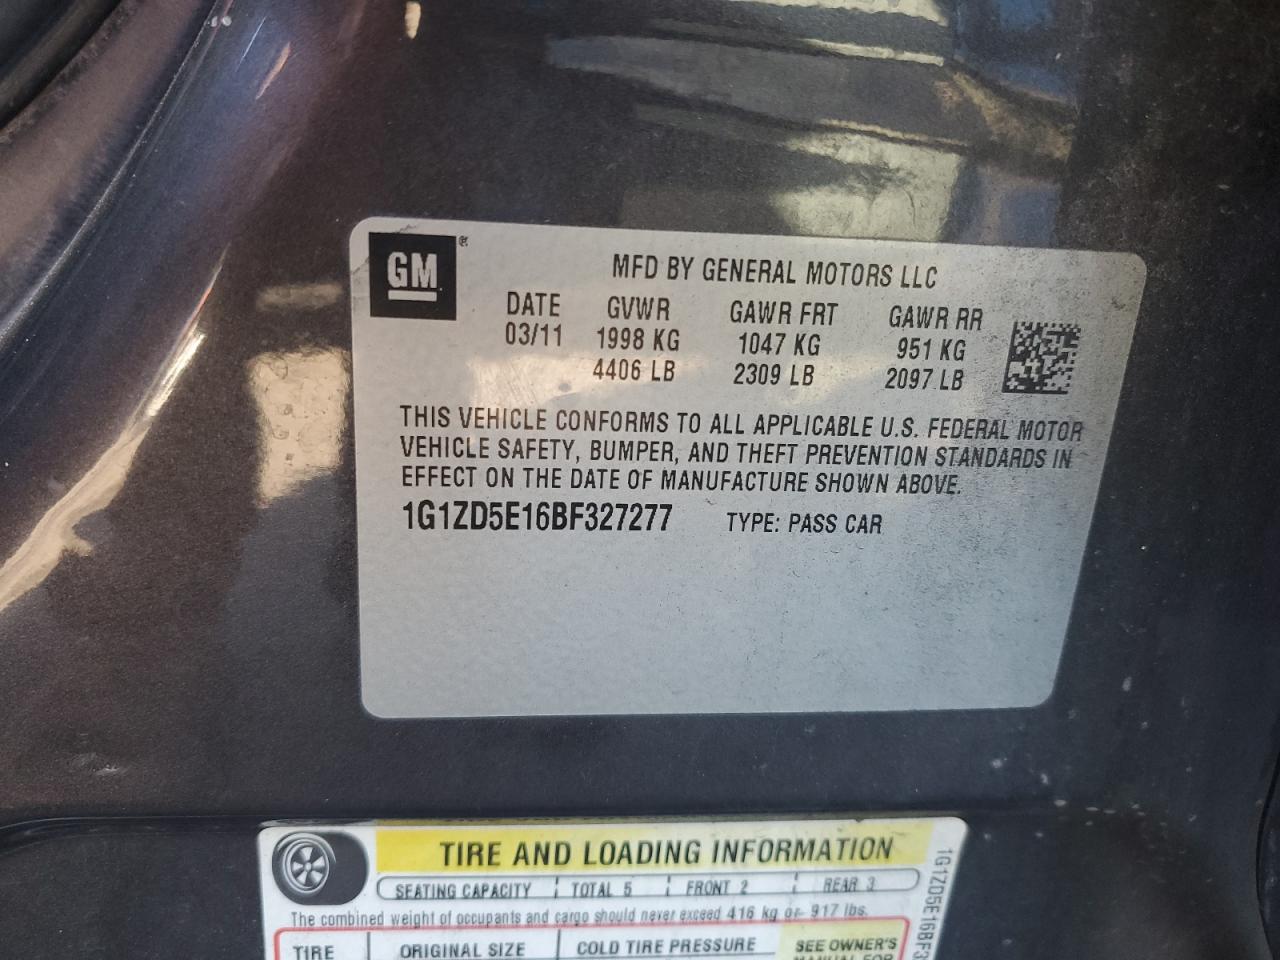 GM®
MFD BY GENERAL MOTORS LLC
DATE GVWR GAWR FRT GAWR RR
03/11 1998 KG 1047 KG 951 KG
4406 LB 2309 LB 2097 LB
THIS VEHICLE CONFORMS TO ALL APPLICABLE U.S. FEDERAL MOTOR
VEHICLE SAFETY, BUMPER, AND THEFT PREVENTION STANDARDS IN
EFFECT ON THE DATE OF MANUFACTURE SHOWN ABOVE.
1G1ZD5E16BF327277 TYPE: PASS CAR
TIRE AND LOADING INFORMATION
SEATING CAPACITY TOTAL 5 FRONT 2 REAR 3
The combined weight of occupants and cargo should never exceed 416 kg or 917 lbs.
TIRE ORIGINAL SIZE COLD TIRE PRESSURE SEE OWNER'S
MANUAL FOR
1G1ZD5E16BF3